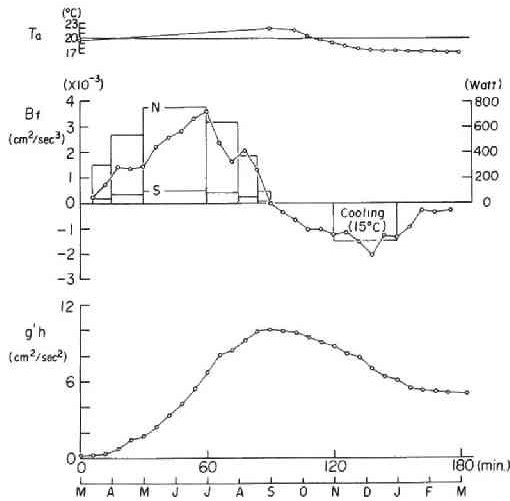 (°C)
23
Ta 20
17
(X10⁻³) (Watt)
4 800
Bf N
3 600
(cm²/sec³)
2 400
1 S 200
0 0
-1 Cooling
(15°C)
-2
-3
12
g'h
(cm²/sec²)
6
0 60 120 180 (min.)
M A M J J A S O N D J F M